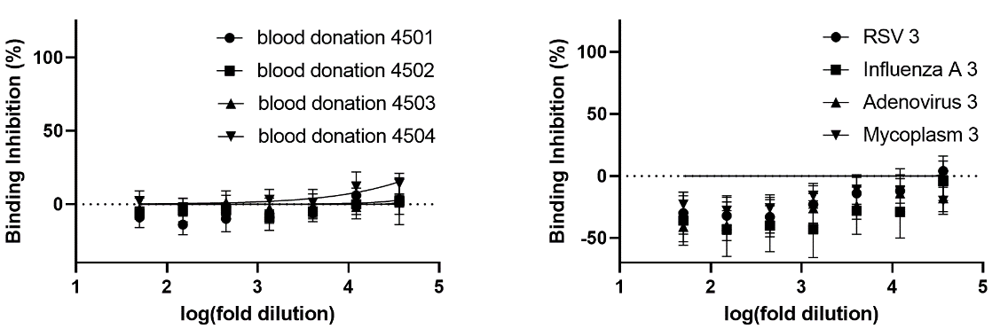 Binding Inhibition (%)
100
50
0
blood donation 4501
blood donation 4502
blood donation 4503
blood donation 4504
1 2 3 4 5
log(fold dilution)
Binding Inhibition (%)
100
50
0
-50
RSV 3
Influenza A 3
Adenovirus 3
Mycoplasm 3
1 2 3 4 5
log(fold dilution)